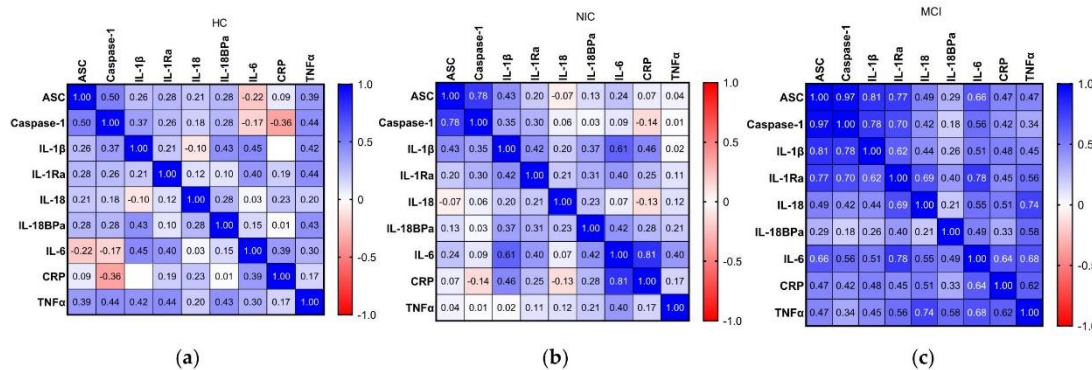 HC
ASC Caspase-1 IL-1β IL-1Ra IL-18 IL-18BPa IL-6 CRP TNFα
ASC 1.00 0.50 0.26 0.28 0.21 0.28 -0.22 0.09 0.39
Caspase-1 0.50 1.00 0.37 0.26 0.18 0.28 -0.17 -0.36 0.44
IL-1β 0.26 0.37 1.00 0.21 -0.10 0.43 0.45 0.42
IL-1Ra 0.28 0.26 0.21 1.00 0.12 0.10 0.40 0.19 0.44
IL-18 0.21 0.18 -0.10 0.12 1.00 0.28 0.03 0.23 0.20
IL-18BPa 0.28 0.28 0.43 0.10 0.28 1.00 0.15 0.01 0.43
IL-6 -0.22 -0.17 0.45 0.40 0.03 0.15 1.00 0.39 0.30
CRP 0.09 -0.36 0.19 0.23 0.01 0.39 1.00 0.17
TNFα 0.39 0.44 0.42 0.44 0.20 0.43 0.30 0.17 1.00
1.0
0.5
0
-0.5
-1.0
(a)
NIC
ASC Caspase-1 IL-1β IL-1Ra IL-18 IL-18BPa IL-6 CRP TNFα
ASC 1.00 0.78 0.43 0.20 -0.07 0.13 0.24 0.07 0.04
Caspase-1 0.78 1.00 0.35 0.30 0.06 0.03 0.09 -0.14 0.01
IL-1β 0.43 0.35 1.00 0.42 0.20 0.37 0.61 0.46 0.02
IL-1Ra 0.20 0.30 0.42 1.00 0.21 0.31 0.40 0.25 0.11
IL-18 -0.07 0.06 0.20 0.21 1.00 0.23 0.07 -0.13 0.12
IL-18BPa 0.13 0.03 0.37 0.31 0.23 1.00 0.42 0.28 0.21
IL-6 0.24 0.09 0.61 0.40 0.07 0.42 1.00 0.81 0.40
CRP 0.07 -0.14 0.46 0.25 -0.13 0.28 0.81 1.00 0.17
TNFα 0.04 0.01 0.02 0.11 0.12 0.21 0.40 0.17 1.00
1.0
0.5
0
-0.5
-1.0
(b)
MCI
ASC Caspase-1 IL-1β IL-1Ra IL-18 IL-18BPa IL-6 CRP TNFα
ASC 1.00 0.97 0.81 0.77 0.49 0.29 0.66 0.47 0.47
Caspase-1 0.97 1.00 0.78 0.70 0.42 0.18 0.56 0.42 0.34
IL-1β 0.81 0.78 1.00 0.62 0.44 0.26 0.51 0.48 0.45
IL-1Ra 0.77 0.70 0.62 1.00 0.69 0.40 0.78 0.45 0.56
IL-18 0.49 0.42 0.44 0.69 1.00 0.21 0.55 0.51 0.74
IL-18BPa 0.29 0.18 0.26 0.40 0.21 1.00 0.49 0.33 0.58
IL-6 0.66 0.56 0.51 0.78 0.55 0.49 1.00 0.64 0.68
CRP 0.47 0.42 0.48 0.45 0.51 0.33 0.64 1.00 0.62
TNFα 0.47 0.34 0.45 0.56 0.74 0.58 0.68 0.62 1.00
1.0
0.5
0
-0.5
-1.0
(c)